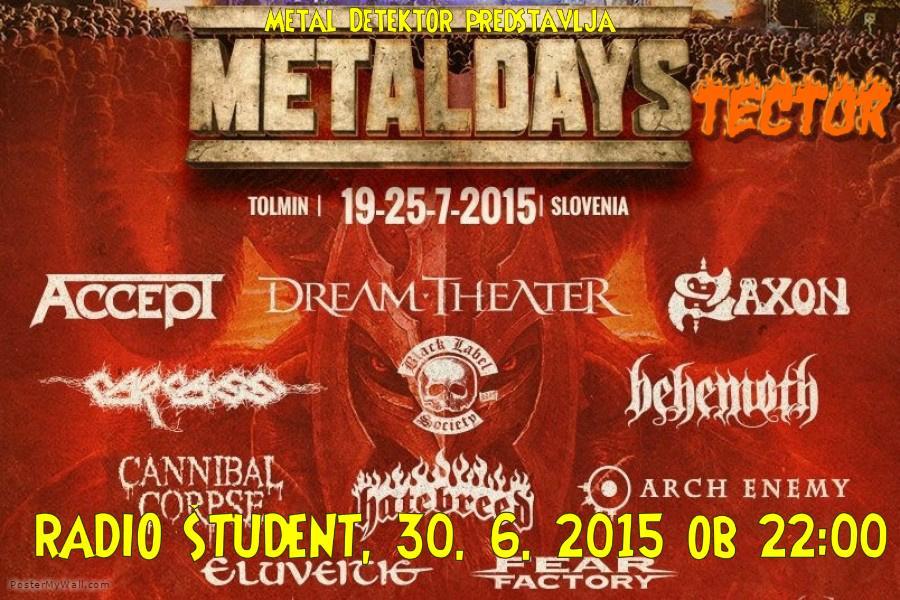 METAL DETEKTOR PREDSTAVLJA
METALDAYS
TECTOR
TOLMIN | 19-25-7-2015 | SLOVENIA
ACCEPT DREAM THEATER SAXON
CARCASS Black Label Society behemoth
CANNIBAL CORPSE hatebreed ARCH ENEMY
RADIO ŠTUDENT, 30. 6. 2015 OB 22:00
ELUVEITIE FEAR FACTORY
PosterMyWall.com